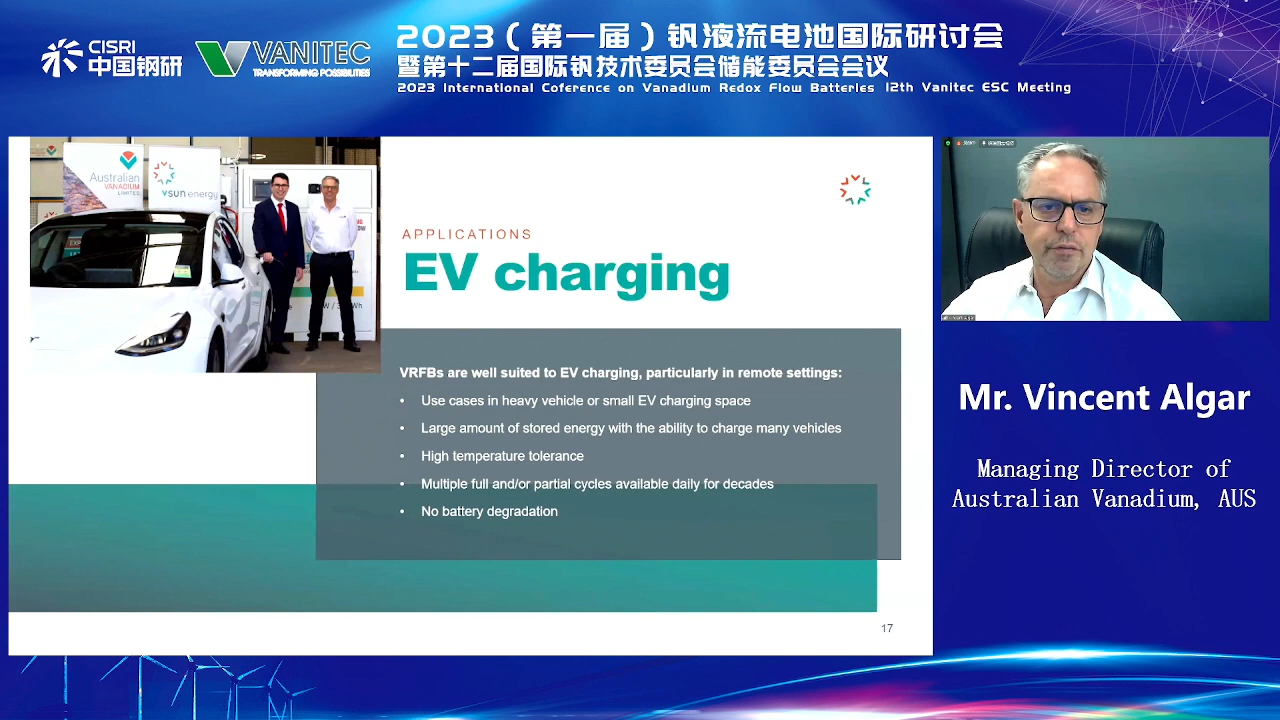 CISRI
中国钢研
VANITEC
TRANSFORMING POSSIBILITIES
2023（第一届）钒液流电池国际研讨会
暨第十二届国际钒技术委员会储能委员会会议
2023 International Coference on Vanadium Redox Flow Batteries 12th Vanitec ESC Meeting
Australian
VANADIUM
LIMITED
vsun energy
APPLICATIONS
EV charging
VRFBs are well suited to EV charging, particularly in remote settings:
• Use cases in heavy vehicle or small EV charging space
• Large amount of stored energy with the ability to charge many vehicles
• High temperature tolerance
• Multiple full and/or partial cycles available daily for decades
• No battery degradation
17
Mr. Vincent Algar
Managing Director of
Australian Vanadium, AUS